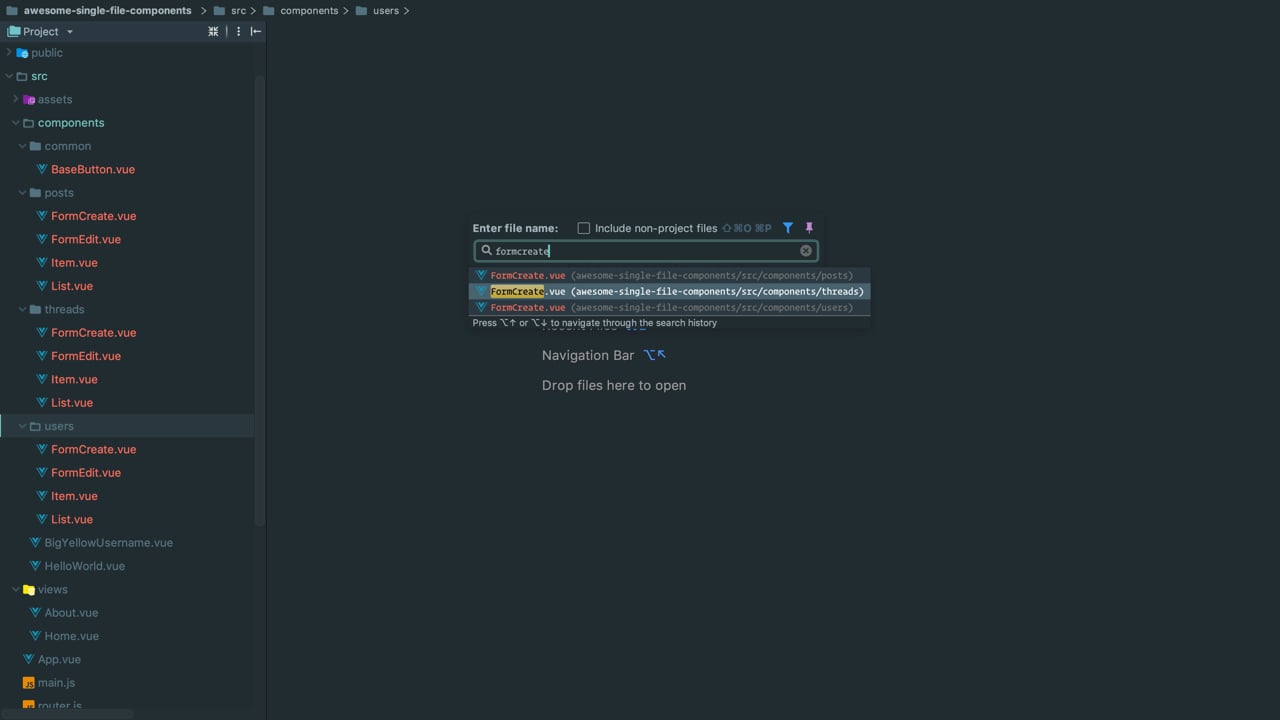 awesome-single-file-components > src > components > users >
Project
public
src
assets
components
common
BaseButton.vue
posts
FormCreate.vue
FormEdit.vue
Item.vue
List.vue
threads
FormCreate.vue
FormEdit.vue
Item.vue
List.vue
users
FormCreate.vue
FormEdit.vue
Item.vue
List.vue
BigYellowUsername.vue
HelloWorld.vue
views
About.vue
Home.vue
App.vue
JS main.js
router.js
Enter file name: Include non-project files ⇧⌘O ⌘P
formcreate
FormCreate.vue (awesome-single-file-components/src/components/posts)
FormCreate.vue (awesome-single-file-components/src/components/threads)
FormCreate.vue (awesome-single-file-components/src/components/users)
Press ⌥↑ or ⌥↓ to navigate through the search history
Navigation Bar ⌥↖
Drop files here to open